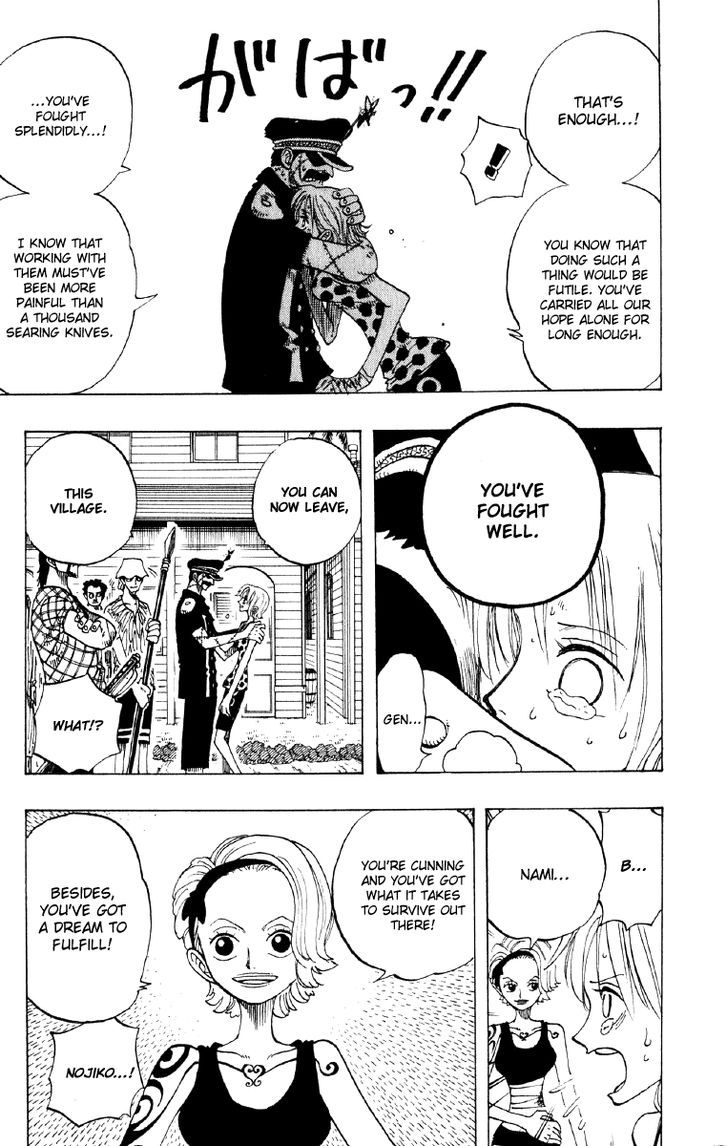 がばっ!!
THAT'S
ENOUGH...!
!
YOU KNOW THAT
DOING SUCH A
THING WOULD BE
FUTILE. YOU'VE
CARRIED ALL OUR
HOPE ALONE FOR
LONG ENOUGH.
...YOU'VE
FOUGHT
SPLENDIDLY...!
I KNOW THAT
WORKING WITH
THEM MUST'VE
BEEN MORE
PAINFUL THAN
A THOUSAND
SEARING KNIVES.
YOU'VE
FOUGHT
WELL.
GEN...
YOU CAN
NOW LEAVE,
THIS
VILLAGE.
WHAT!?
B...
NAMI...
YOU'RE CUNNING
AND YOU'VE GOT
WHAT IT TAKES
TO SURVIVE OUT
THERE!
BESIDES,
YOU'VE GOT
A DREAM TO
FULFILL!
NOJIKO...!